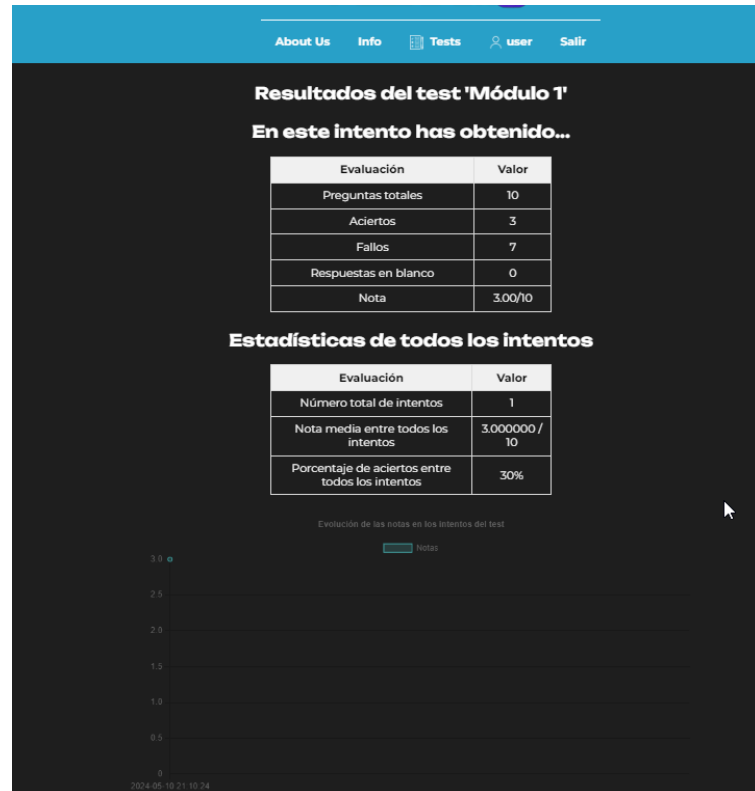 About Us Info Tests user Salir
Resultados del test 'Módulo 1'
En este intento has obtenido...
Evaluación Valor
Preguntas totales 10
Aciertos 3
Fallos 7
Respuestas en blanco 0
Nota 3.00/10
Estadísticas de todos los intentos
Evaluación Valor
Número total de intentos 1
Nota media entre todos los 3.000000 /
intentos 10
Porcentaje de aciertos entre
todos los intentos 30%
Evolución de las notas en los intentos del test
Notas
3.0
2.5
2.0
1.5
1.0
0.5
0
2024-05-10 21:10:24